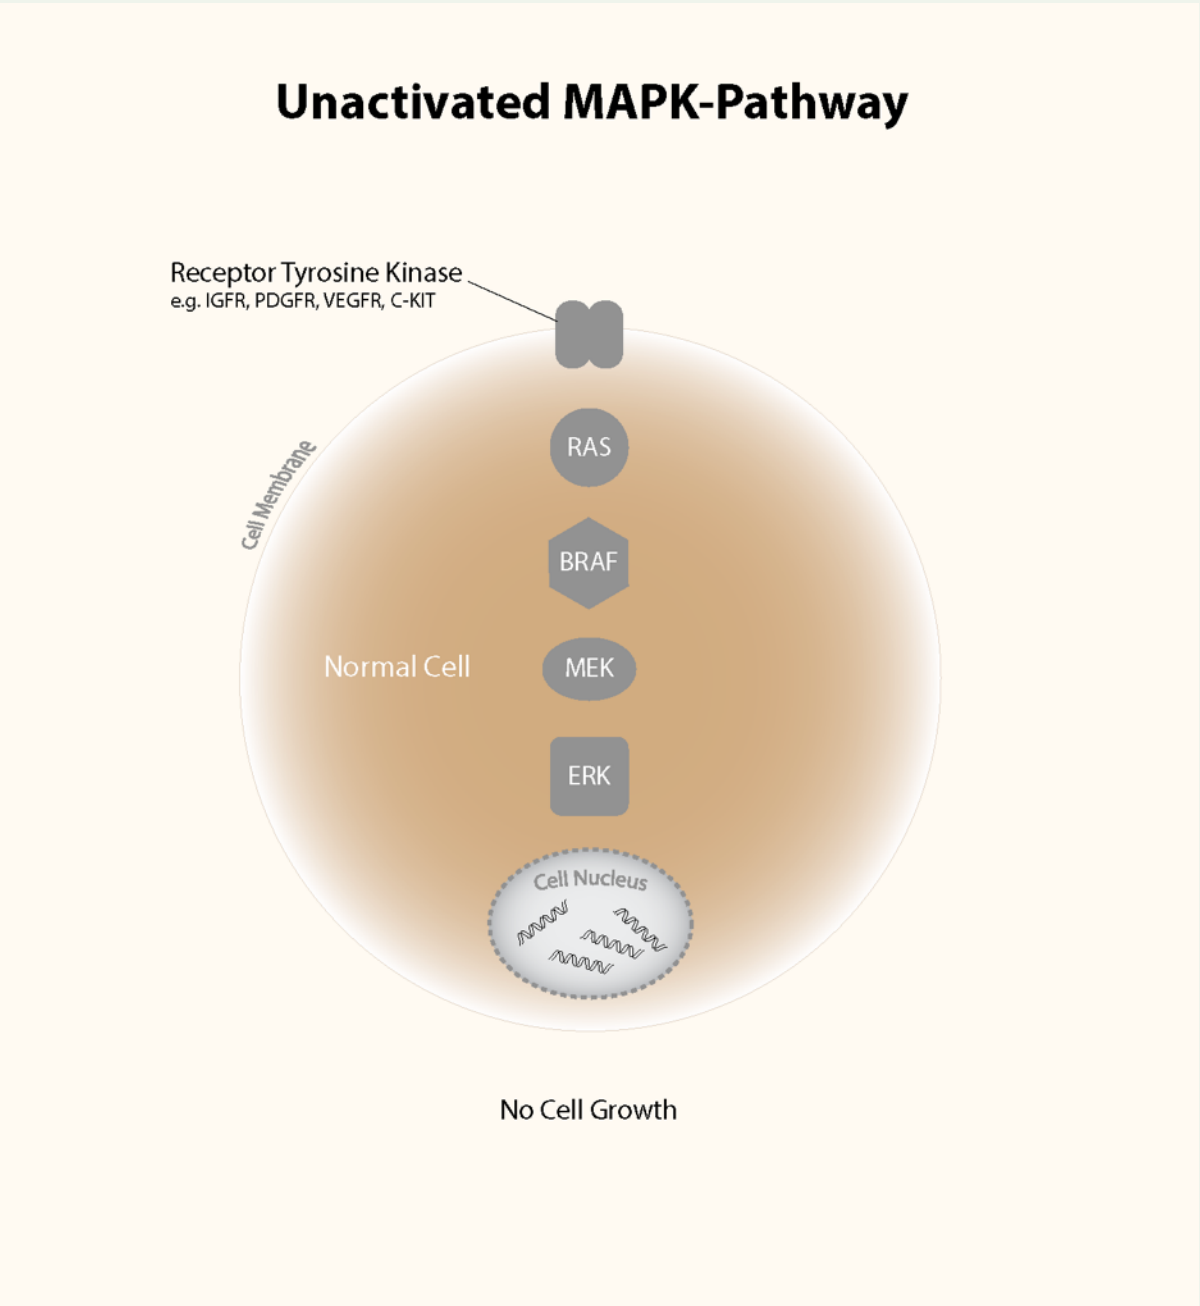 Unactivated MAPK-Pathway
Receptor Tyrosine Kinase
e.g. IGFR, PDGFR, VEGFR, C-KIT
Cell Membrane
RAS
BRAF
Normal Cell
MEK
ERK
Cell Nucleus
No Cell Growth